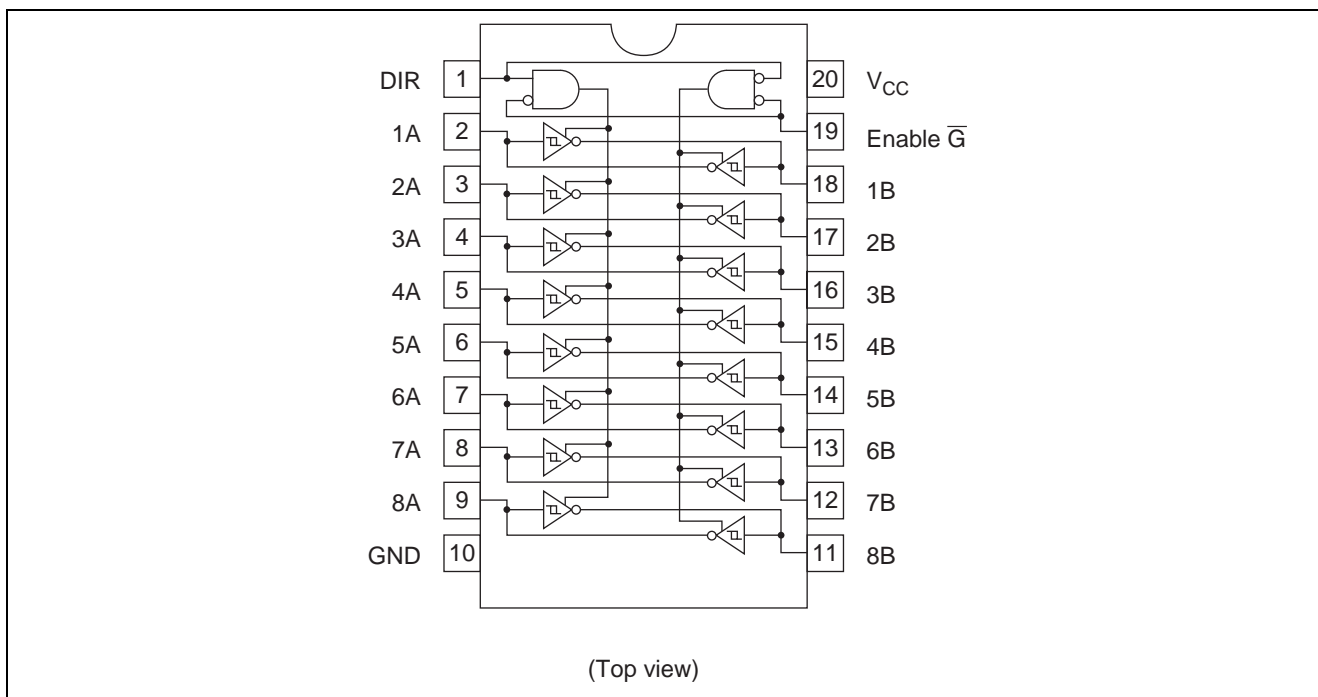 DIR 1 20 V_CC
1A 2 19 Enable G̅
2A 3 18 1B
3A 4 17 2B
4A 5 16 3B
5A 6 15 4B
6A 7 14 5B
7A 8 13 6B
8A 9 12 7B
GND 10 11 8B
(Top view)